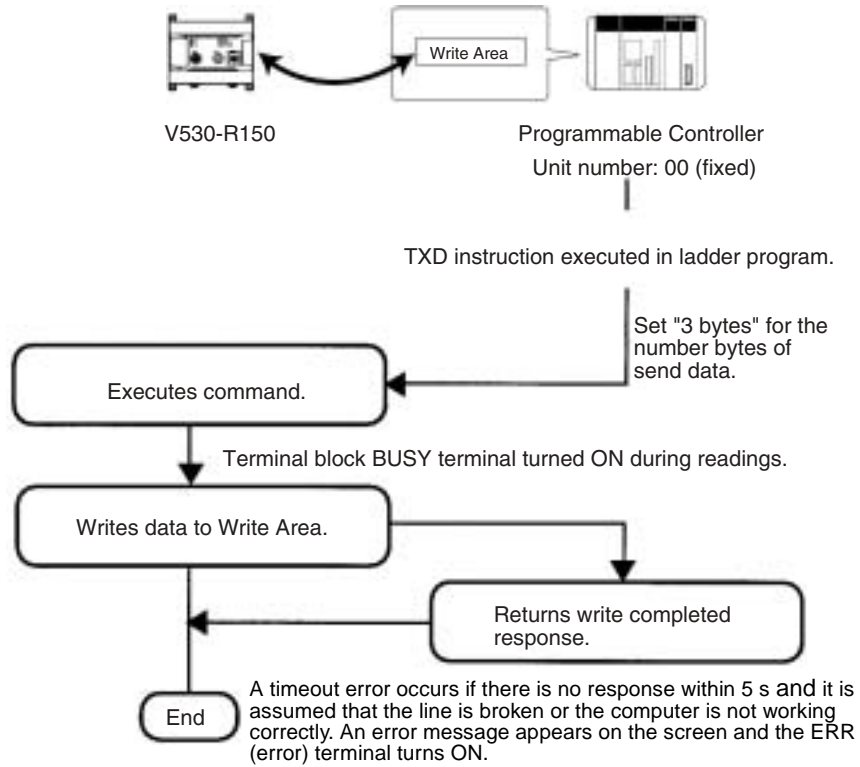 Write Area
V530-R150
Programmable Controller
Unit number: 00 (fixed)
TXD instruction executed in ladder program.
Set "3 bytes" for the
number bytes of
send data.
Executes command.
Terminal block BUSY terminal turned ON during readings.
Writes data to Write Area.
Returns write completed
response.
End
A timeout error occurs if there is no response within 5 s and it is
assumed that the line is broken or the computer is not working
correctly. An error message appears on the screen and the ERR
(error) terminal turns ON.